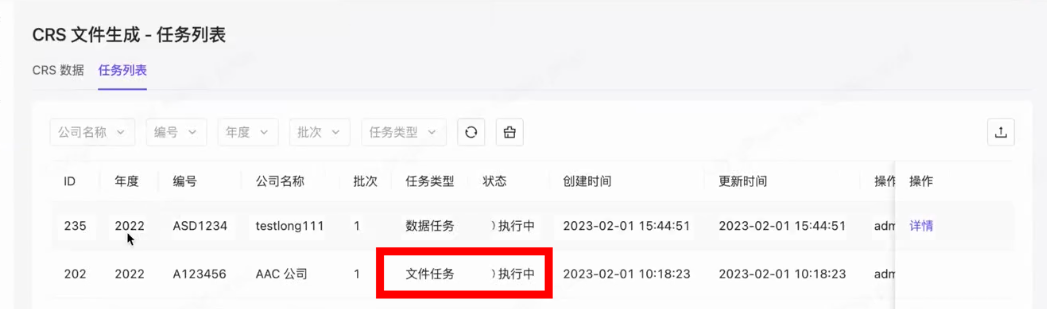 CRS 文件生成 - 任务列表
CRS 数据 任务列表
公司名称 编号 年度 批次 任务类型
ID 年度 编号 公司名称 批次 任务类型 状态 创建时间 更新时间 操作 操作
235 2022 ASD1234 testlong111 1 数据任务 执行中 2023-02-01 15:44:51 2023-02-01 15:44:51 adm 详情
202 2022 A123456 AAC 公司 1 文件任务 执行中 2023-02-01 10:18:23 2023-02-01 10:18:23 adm